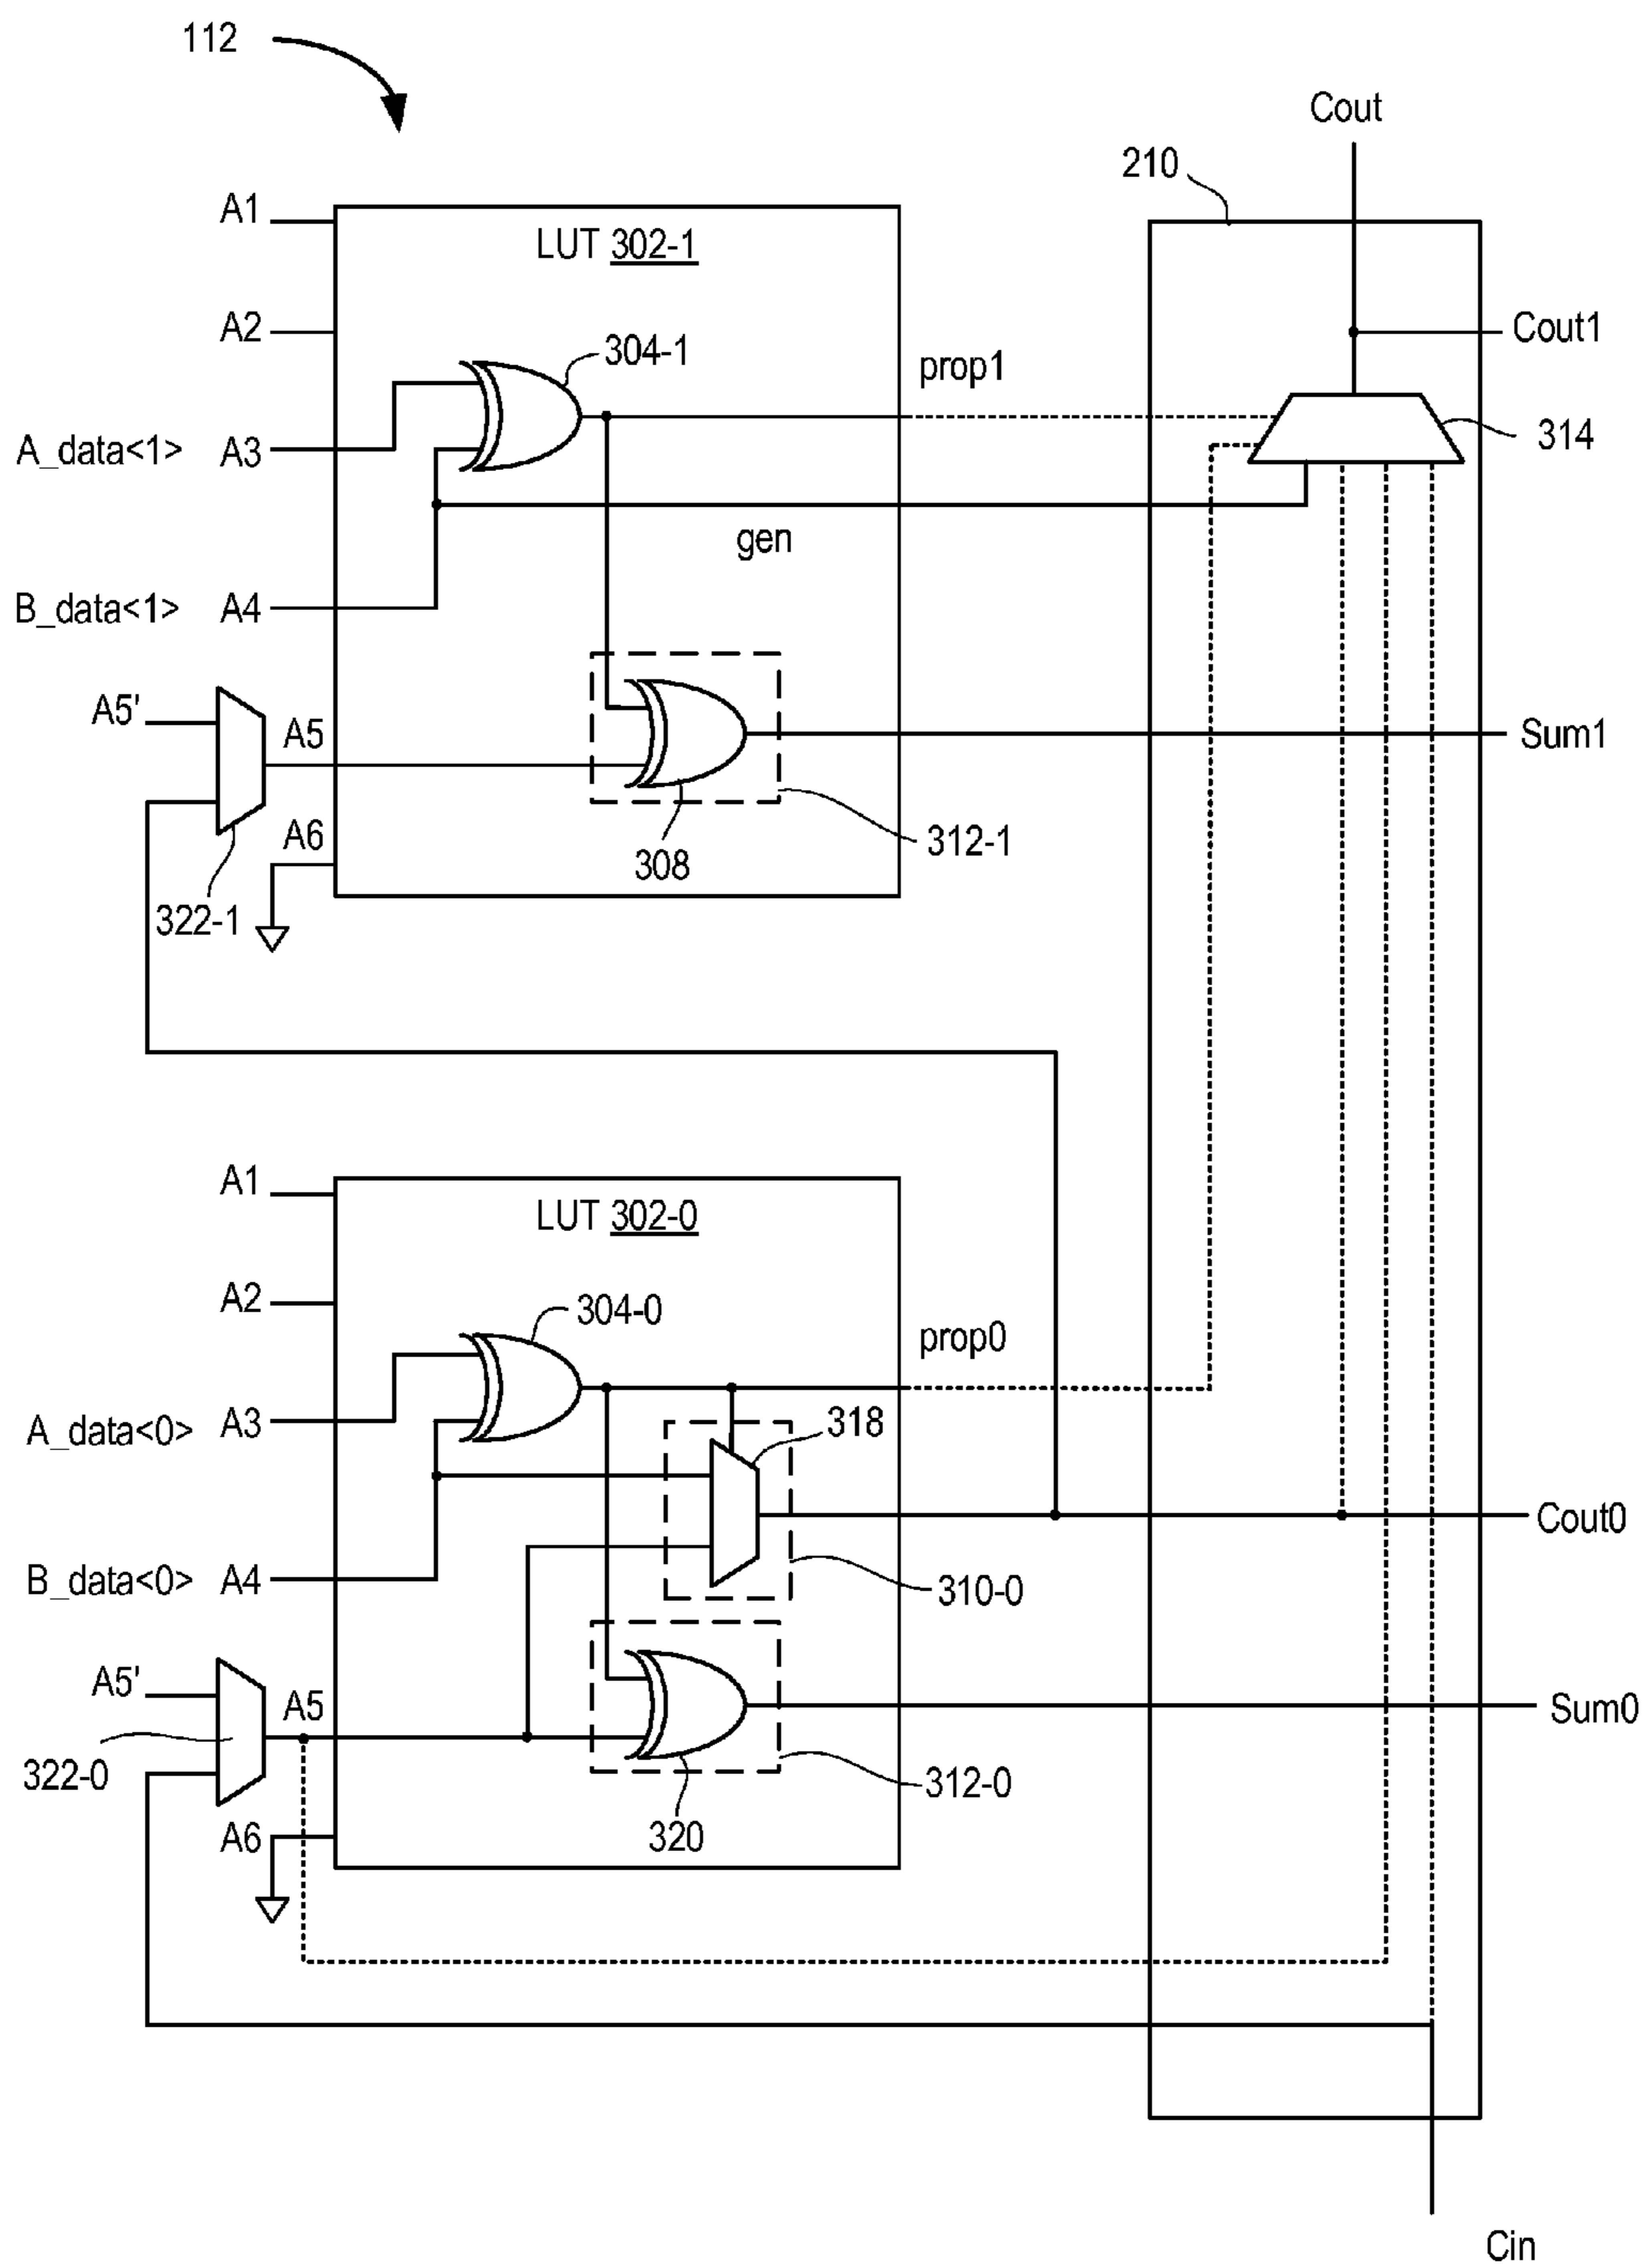 112
Cout
210
A1
LUT 302-1
A2
Cout1
304-1
prop1
314
A_data<1> A3
gen
B_data<1> A4
A5'
A5
Sum1
A6
308
312-1
322-1
A1
LUT 302-0
A2
304-0
prop0
A_data<0> A3
318
Cout0
B_data<0> A4
310-0
A5'
A5
Sum0
322-0
312-0
A6
320
Cin